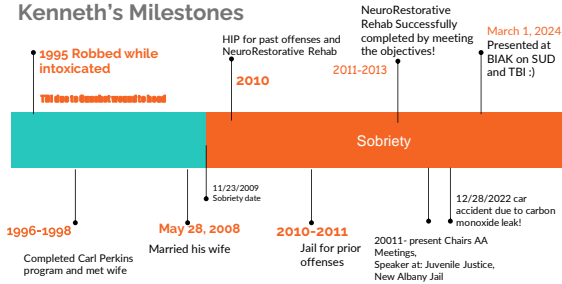 Kenneth's Milestones
1995 Robbed while
intoxicated
TBI due to Gunshot wound to head
HIP for past offenses and
NeuroRestorative Rehab
2010
NeuroRestorative
Rehab Successfully
completed by meeting
the objectives!
2011-2013
March 1, 2024
Presented at
BIAK on SUD
and TBI :)
Sobriety
11/23/2009
Sobriety date
1996-1998
Completed Carl Perkins
program and met wife
May 28, 2008
Married his wife
2010-2011
Jail for prior
offenses
20011- present Chairs AA
Meetings,
Speaker at: Juvenile Justice,
New Albany Jail
12/28/2022 car
accident due to carbon
monoxide leak!